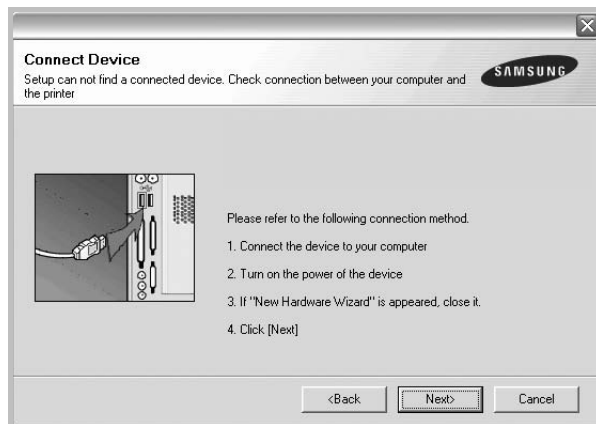 Connect Device
Setup can not find a connected device. Check connection between your computer and
the printer
SAMSUNG
Please refer to the following connection method.
1. Connect the device to your computer
2. Turn on the power of the device
3. If "New Hardware Wizard" is appeared, close it.
4. Click [Next]
<Back
Next>
Cancel